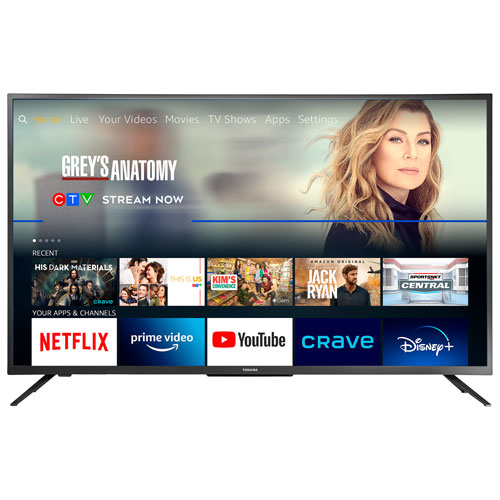 Home Live Your Videos Movies TV Shows Apps Settings
GREY'S ANATOMY
CTV STREAM NOW
RECENT
HIS DARK MATERIALS
crave
THIS IS US
KIM'S
CONVENIENCE
Gem
AMAZON ORIGINAL
JACK
RYAN
SPORTSNET
CENTRAL
YOUR APPS & CHANNELS
NETFLIX
prime video
YouTube
CRAVE
Disney+
TOSHIBA